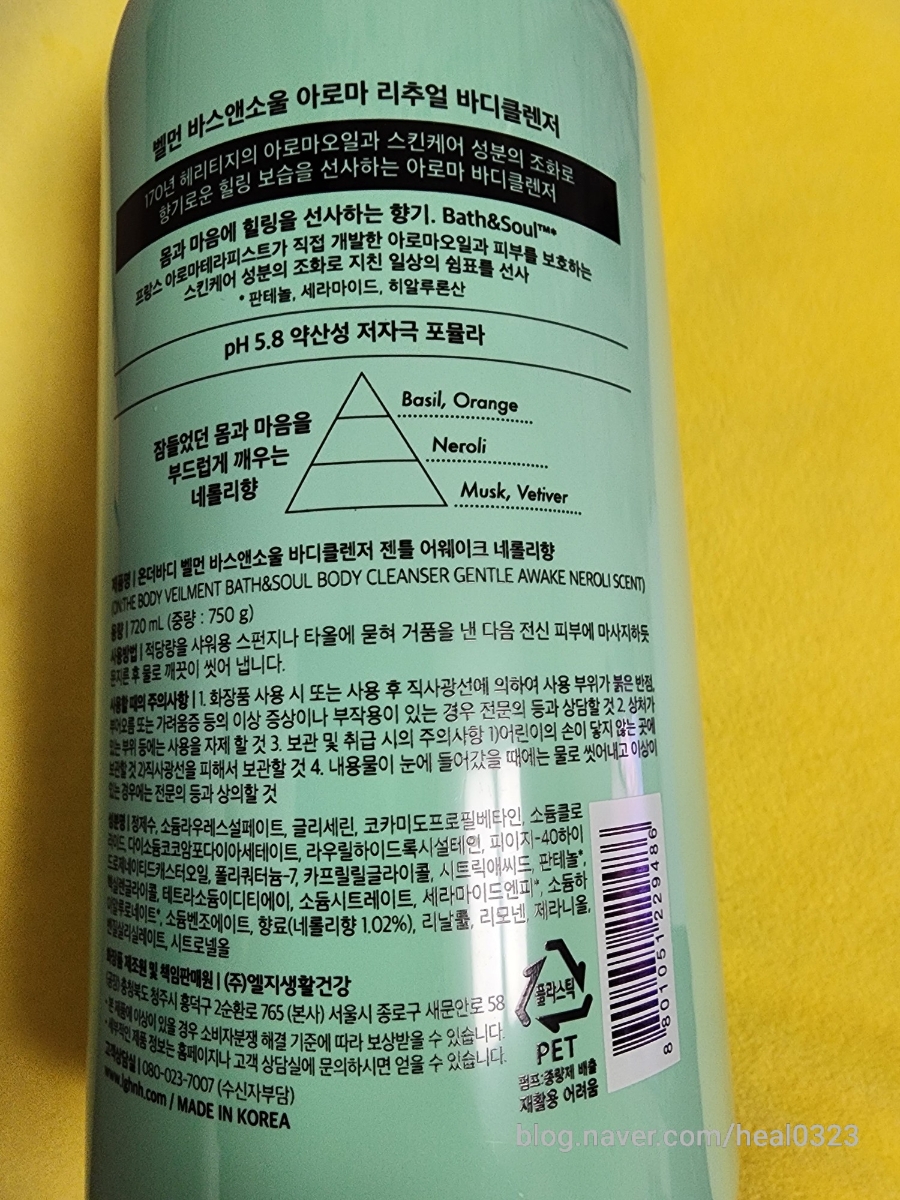 벨먼 바스앤소울 아로마 리추얼 바디클렌저
170년 헤리티지의 아로마오일과 스킨케어 성분의 조화로
향기로운 힐링 보습을 선사하는 아로마 바디클렌저
몸과 마음에 힐링을 선사하는 향기. Bath&Soul™*
프랑스 아로마테라피스트가 직접 개발한 아로마오일과 피부를 보호하는
스킨케어 성분의 조화로 지친 일상의 쉼표를 선사
* 판테놀, 세라마이드, 히알루론산
pH 5.8 약산성 저자극 포뮬라
잠들었던 몸과 마음을
부드럽게 깨우는
네롤리향
Basil, Orange
Neroli
Musk, Vetiver
제품명 | 온더바디 벨먼 바스앤소울 바디클렌저 젠틀 어웨이크 네롤리향
(ON:THE BODY VEILMENT BATH&SOUL BODY CLEANSER GENTLE AWAKE NEROLI SCENT)
용량 | 720 mL (중량 : 750 g)
사용방법 | 적당량을 샤워용 스펀지나 타올에 묻혀 거품을 낸 다음 전신 피부에 마사지하듯
문지른 후 물로 깨끗이 씻어 냅니다.
사용할 때의 주의사항 | 1. 화장품 사용 시 또는 사용 후 직사광선에 의하여 사용 부위가 붉은 반점,
부어오름 또는 가려움증 등의 이상 증상이나 부작용이 있는 경우 전문의 등과 상담할 것 2. 상처가
있는 부위 등에는 사용을 자제 할 것 3. 보관 및 취급 시의 주의사항 1)어린이의 손이 닿지 않는 곳에
보관할 것 2)직사광선을 피해서 보관할 것 4. 내용물이 눈에 들어갔을 때에는 물로 씻어내고 이상이
있는 경우에는 전문의 등과 상의할 것
성분명 | 정제수, 소듐라우레스설페이트, 글리세린, 코카미도프로필베타인, 소듐클로
라이드, 다이소듐코코암포다이아세테이트, 라우릴하이드록시설테인, 피이지-40하이
드로제네이티드캐스터오일, 폴리쿼터늄-7, 카프릴릴글라이콜, 시트릭애씨드, 판테놀*,
헥실렌글라이콜, 테트라소듐이디티에이, 소듐시트레이트, 세라마이드엔피*, 소듐하
이알루로네이트*, 소듐벤조에이트, 향료(네롤리향 1.02%), 리날룰, 리모넨, 제라니올,
벤질살리실레이트, 시트로넬올
화장품 제조원 및 책임판매원 | (주)엘지생활건강
(공장) 충청북도 청주시 흥덕구 2순환로 765 (본사) 서울시 종로구 새문안로 58
• 본 제품에 이상이 있을 경우 소비자분쟁 해결 기준에 따라 보상받을 수 있습니다.
• 세부적인 제품 정보는 홈페이지나 고객 상담실에 문의하시면 얻을 수 있습니다.
고객상담실 | 080-023-7007 (수신자부담)
www.lghnh.com / MADE IN KOREA
플라스틱
PET
펌프:종량제 배출
재활용 어려움
8 801051 229486
blog.naver.com/heal0323